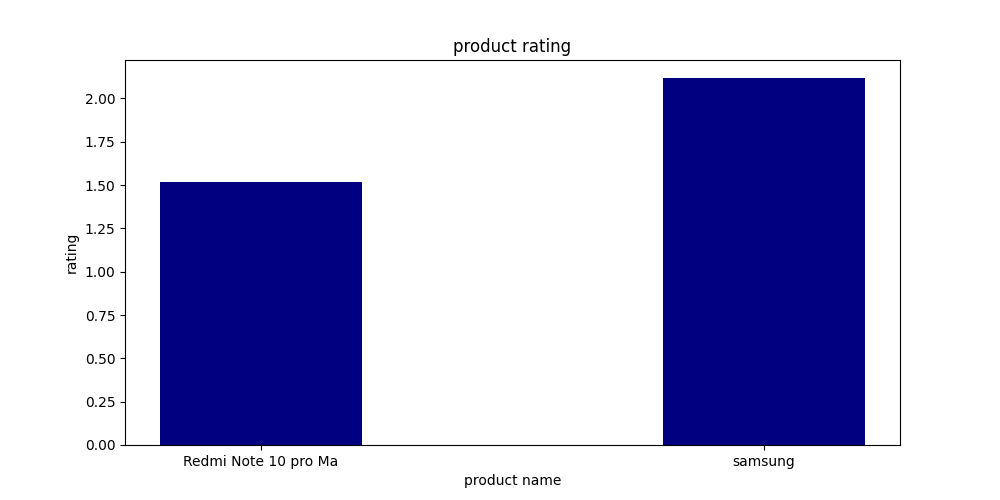 product rating
2.00
1.75
1.50
1.25
1.00
0.75
0.50
0.25
0.00
rating
Redmi Note 10 pro Ma
samsung
product name